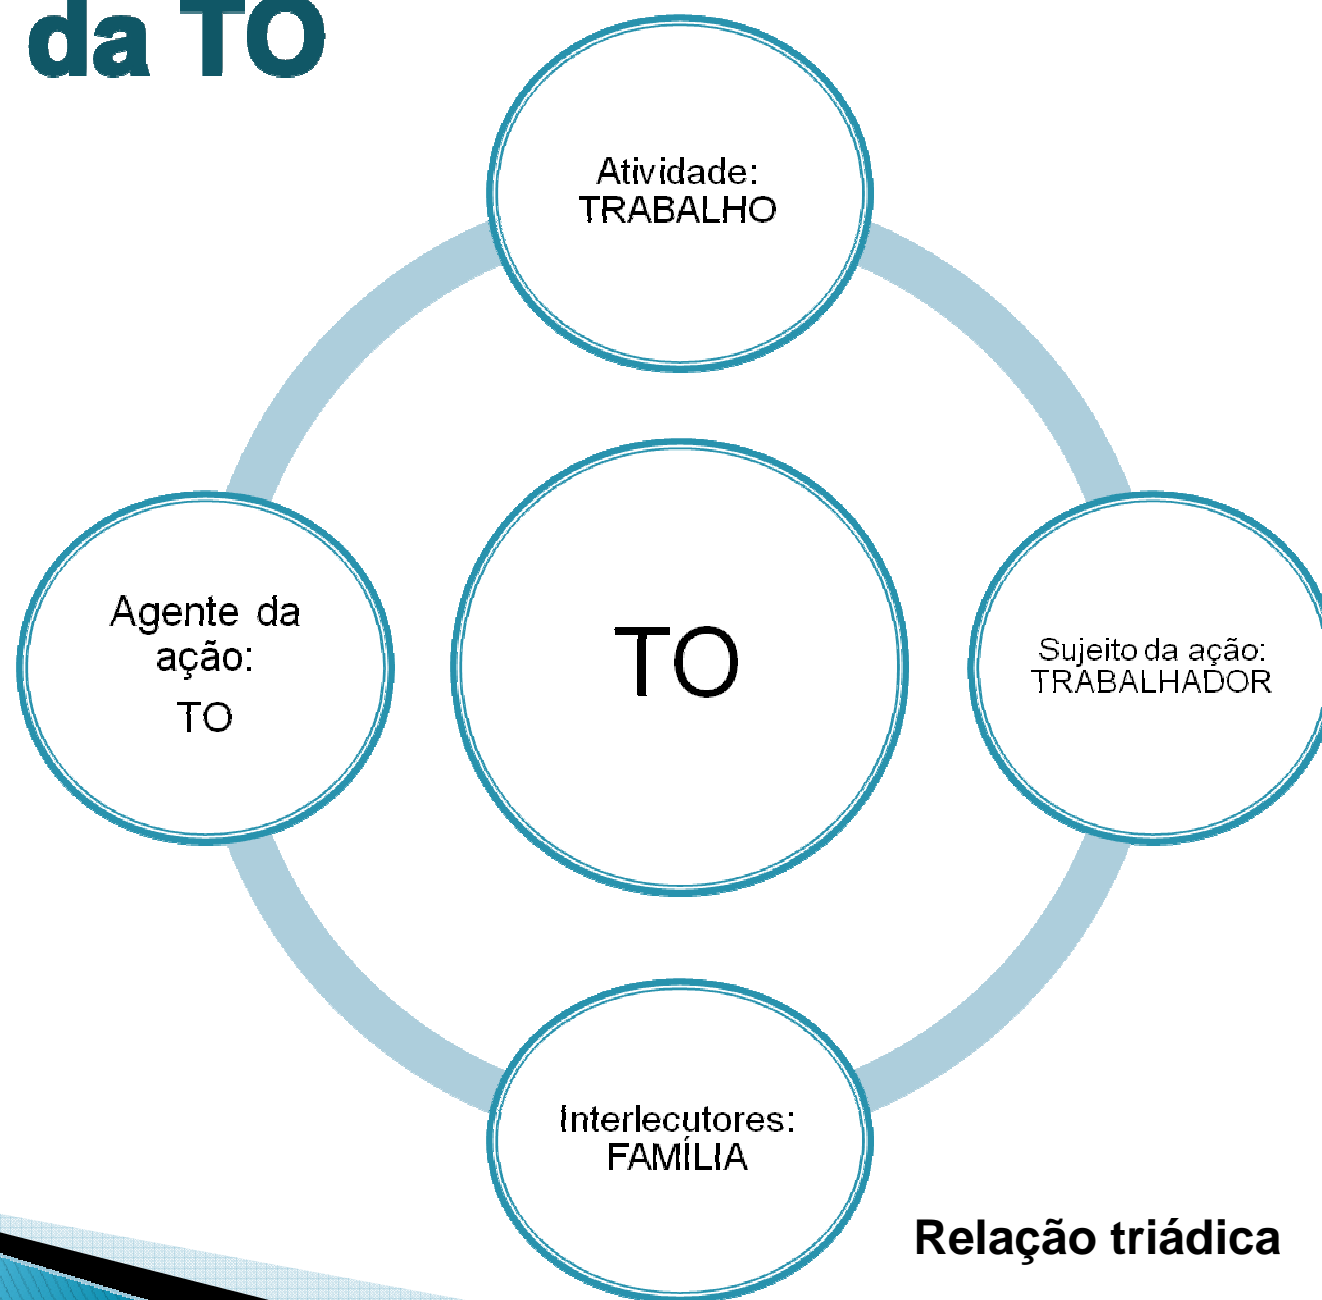 da TO
Atividade:
TRABALHO
Agente da
ação:
TO
TO
Sujeito da ação:
TRABALHADOR
Interlecutores:
FAMÍLIA
Relação triádica